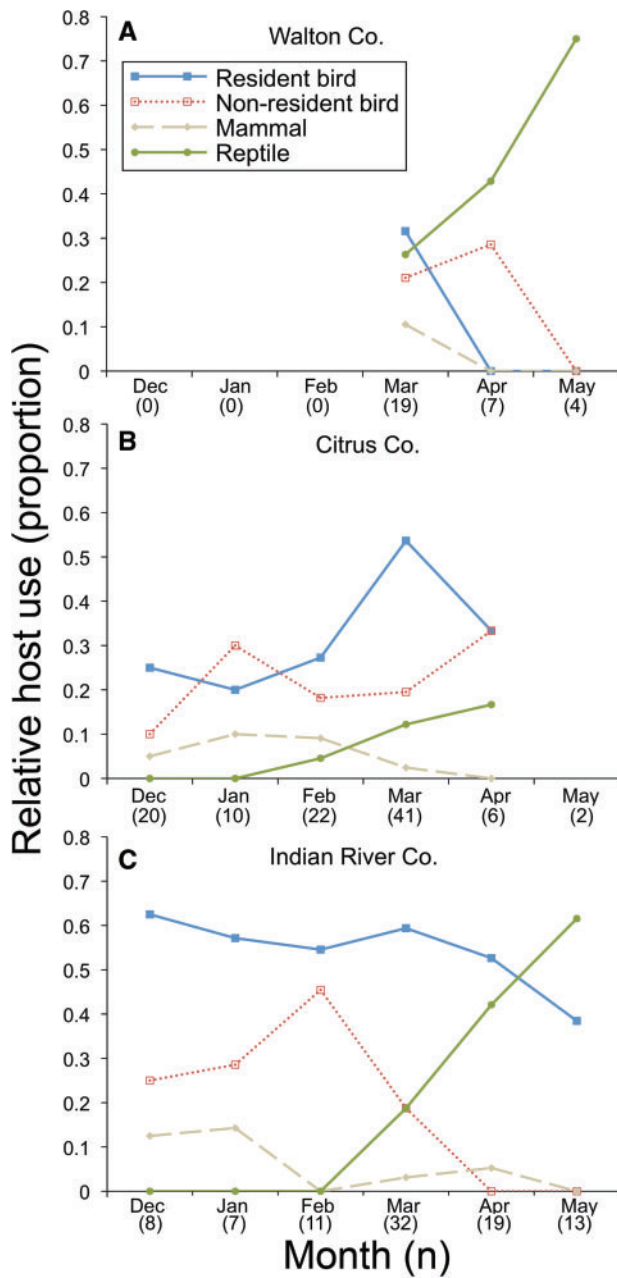 Relative host use (proportion)
A
Walton Co.
Resident bird
Non-resident bird
Mammal
Reptile
0.8
0.7
0.6
0.5
0.4
0.3
0.2
0.1
0
Dec Jan Feb Mar Apr May
(0) (0) (0) (19) (7) (4)
B
Citrus Co.
0.8
0.7
0.6
0.5
0.4
0.3
0.2
0.1
0
Dec Jan Feb Mar Apr May
(20) (10) (22) (41) (6) (2)
C
Indian River Co.
0.8
0.7
0.6
0.5
0.4
0.3
0.2
0.1
0
Dec Jan Feb Mar Apr May
(8) (7) (11) (32) (19) (13)
Month (n)